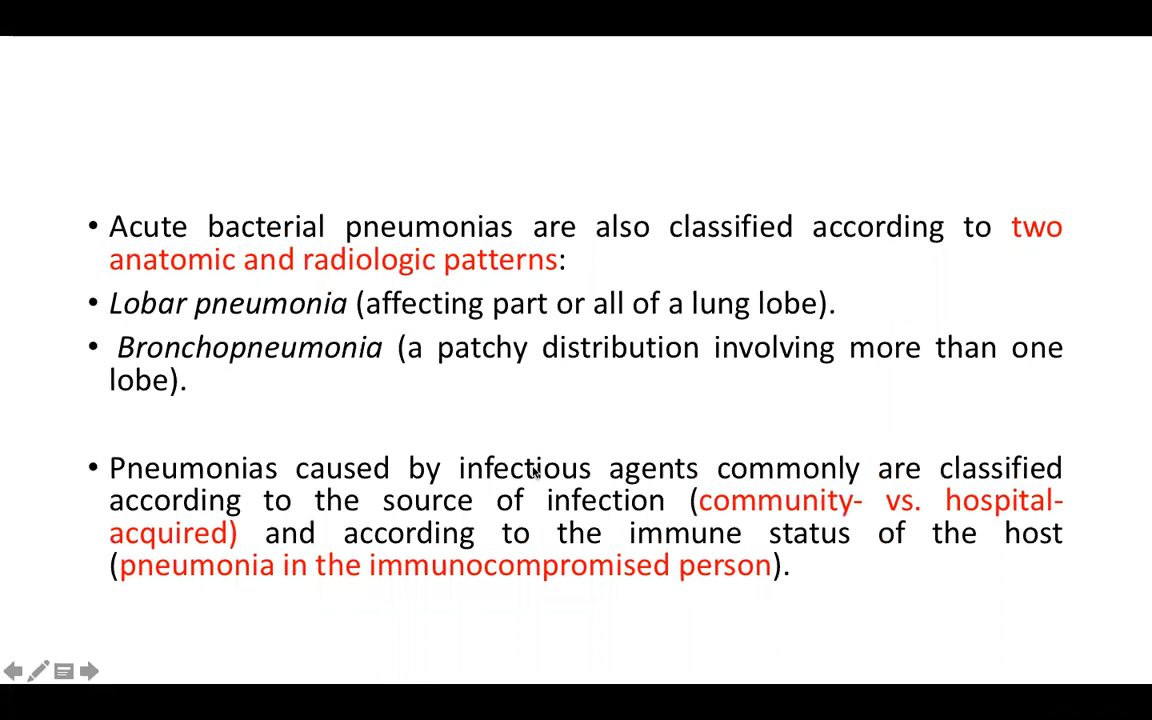 • Acute bacterial pneumonias are also classified according to two
anatomic and radiologic patterns:
• Lobar pneumonia (affecting part or all of a lung lobe).
• Bronchopneumonia (a patchy distribution involving more than one
lobe).
• Pneumonias caused by infectious agents commonly are classified
according to the source of infection (community- vs. hospital-
acquired) and according to the immune status of the host
(pneumonia in the immunocompromised person).